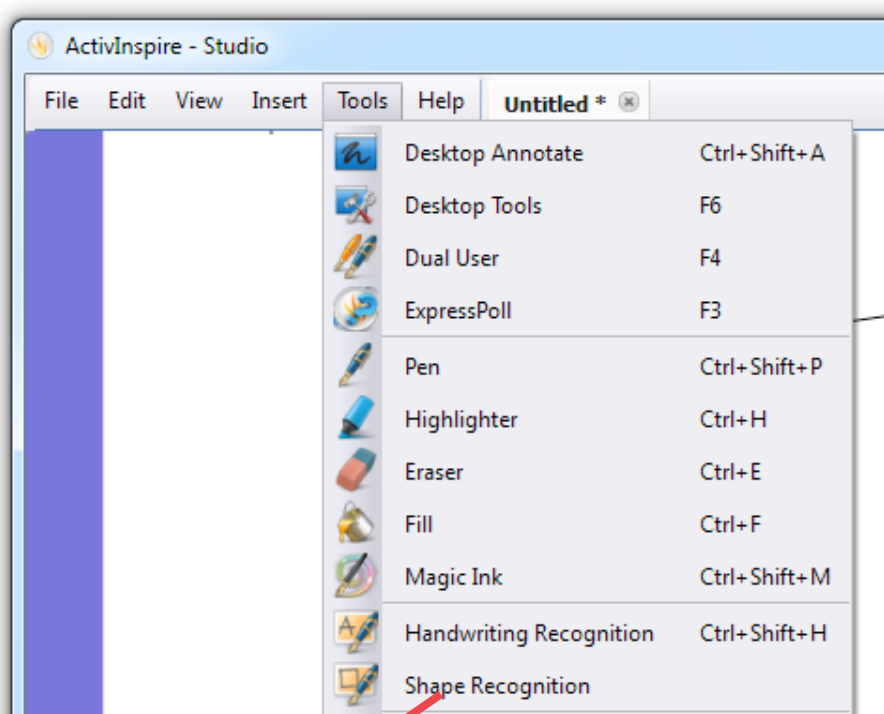 ActivInspire - Studio
File Edit View Insert Tools Help Untitled *
Desktop Annotate Ctrl+Shift+A
Desktop Tools F6
Dual User F4
ExpressPoll F3
Pen Ctrl+Shift+P
Highlighter Ctrl+H
Eraser Ctrl+E
Fill Ctrl+F
Magic Ink Ctrl+Shift+M
Handwriting Recognition Ctrl+Shift+H
Shape Recognition